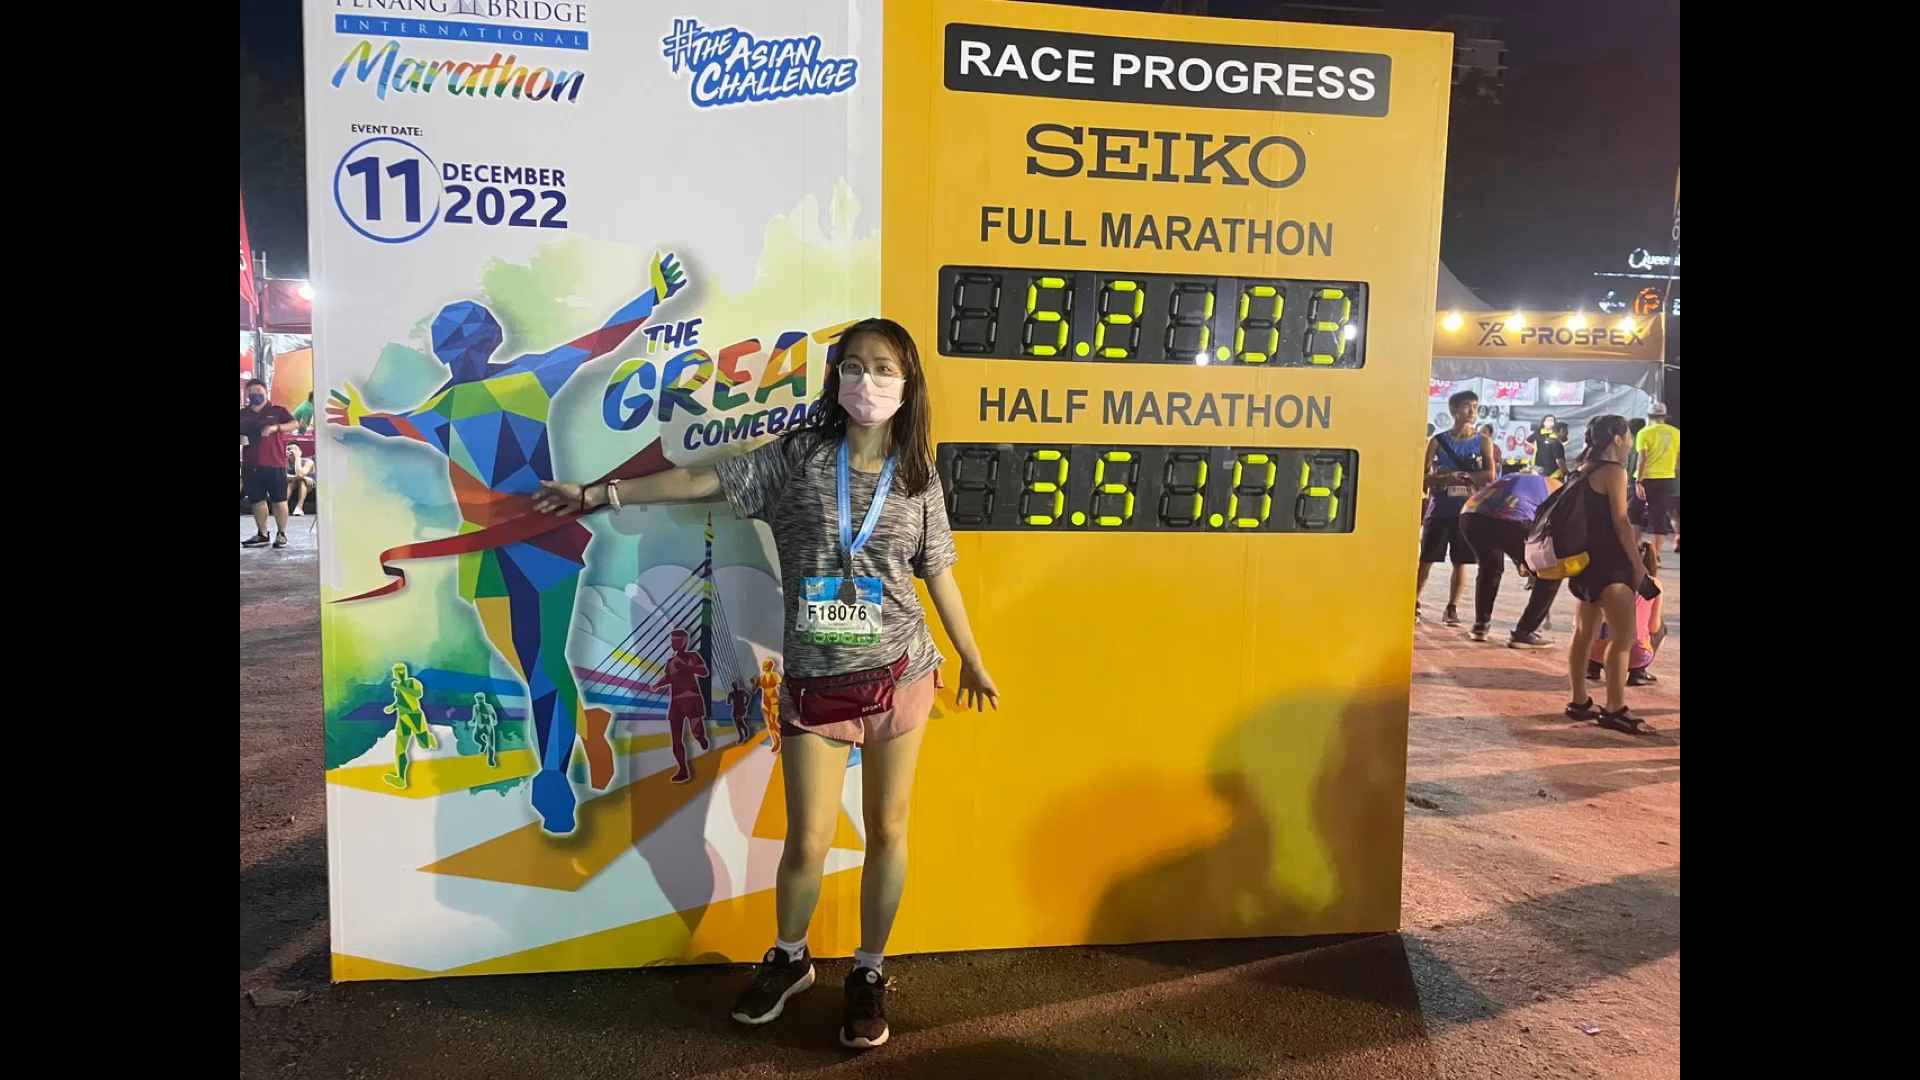 PENANG BRIDGE
INTERNATIONAL
Marathon
#THE ASIAN
CHALLENGE
EVENT DATE:
11 DECEMBER
2022
THE
GREAT
COMEBAC
RACE PROGRESS
SEIKO
FULL MARATHON
5.21.03
HALF MARATHON
3.51.04
F18076
SPORT
PROSPEX